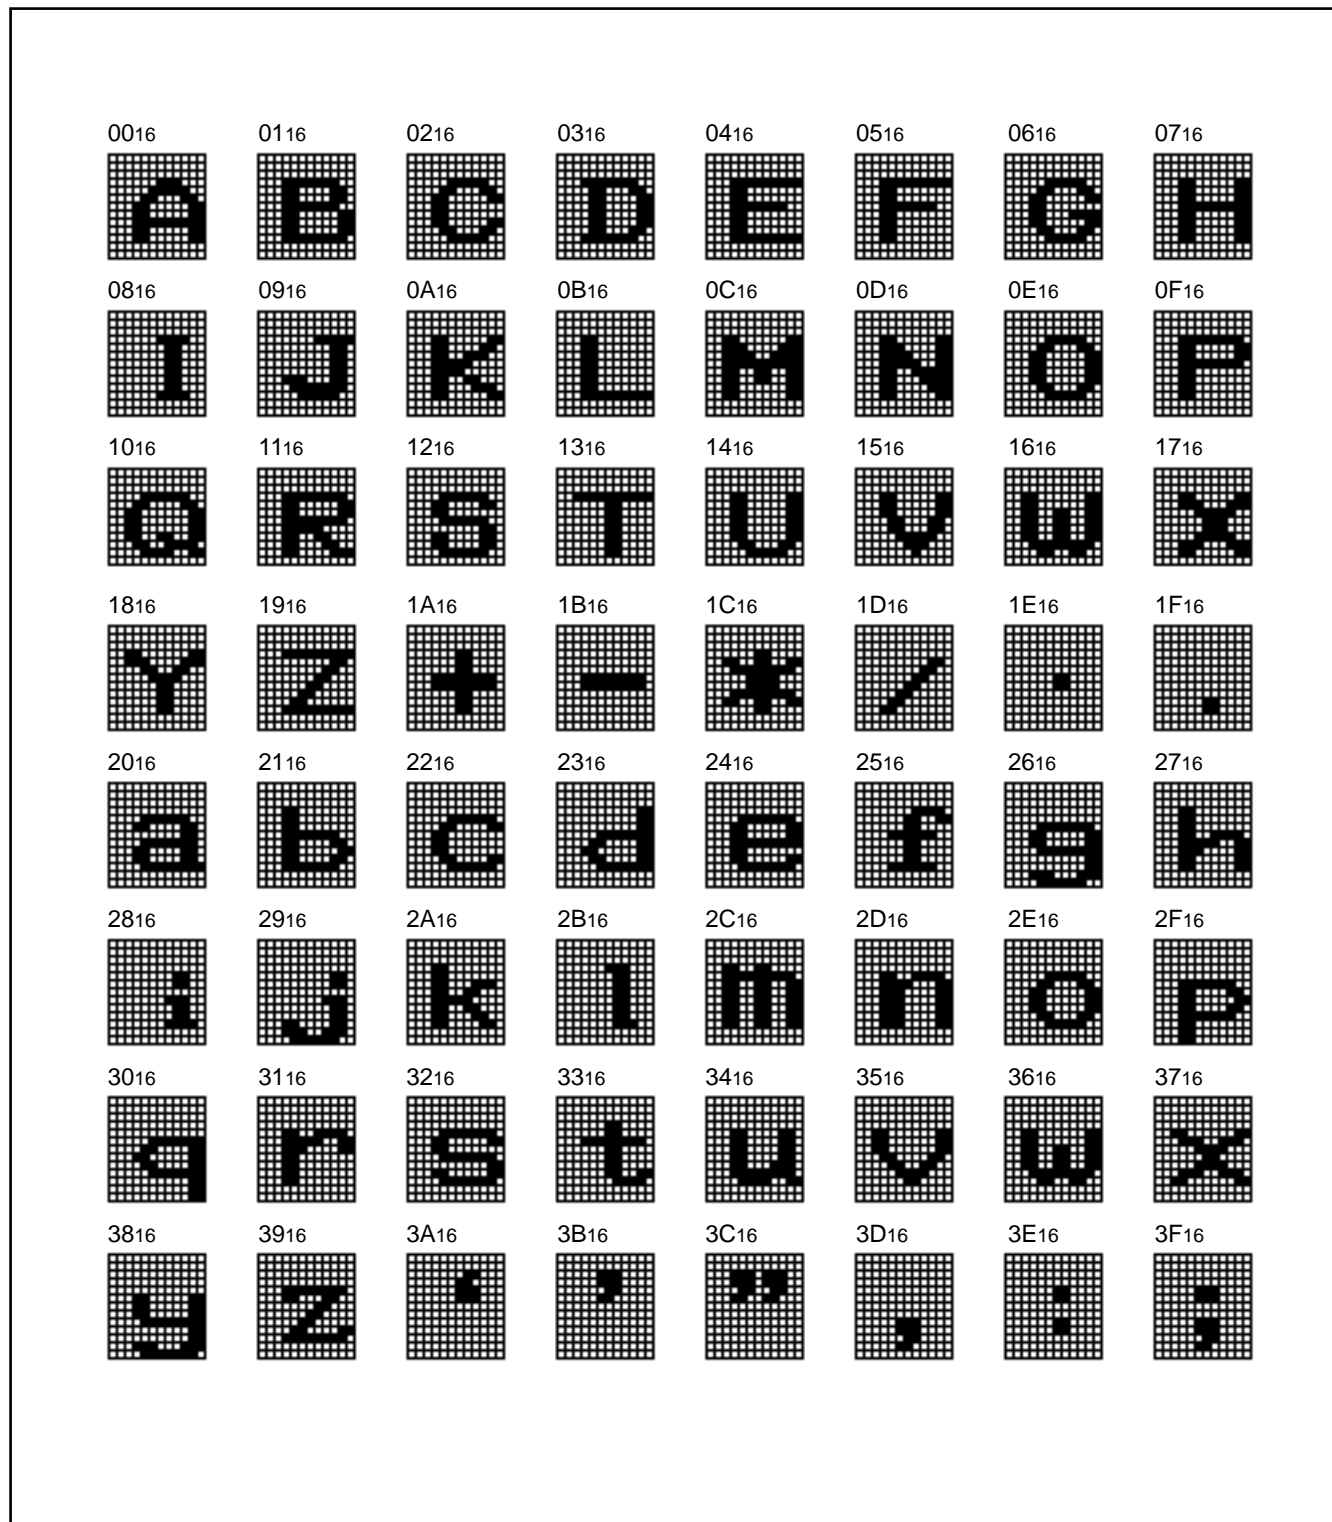 0016 0116 0216 0316 0416 0516 0616 0716
A B C D E F G H
0816 0916 0A16 0B16 0C16 0D16 0E16 0F16
I J K L M N O P
1016 1116 1216 1316 1416 1516 1616 1716
Q R S T U V W X
1816 1916 1A16 1B16 1C16 1D16 1E16 1F16
Y Z + - * / · .
2016 2116 2216 2316 2416 2516 2616 2716
a b c d e f g h
2816 2916 2A16 2B16 2C16 2D16 2E16 2F16
i j k l m n o p
3016 3116 3216 3316 3416 3516 3616 3716
q r s t u v w x
3816 3916 3A16 3B16 3C16 3D16 3E16 3F16
y z ‘ ’ ” , : ;